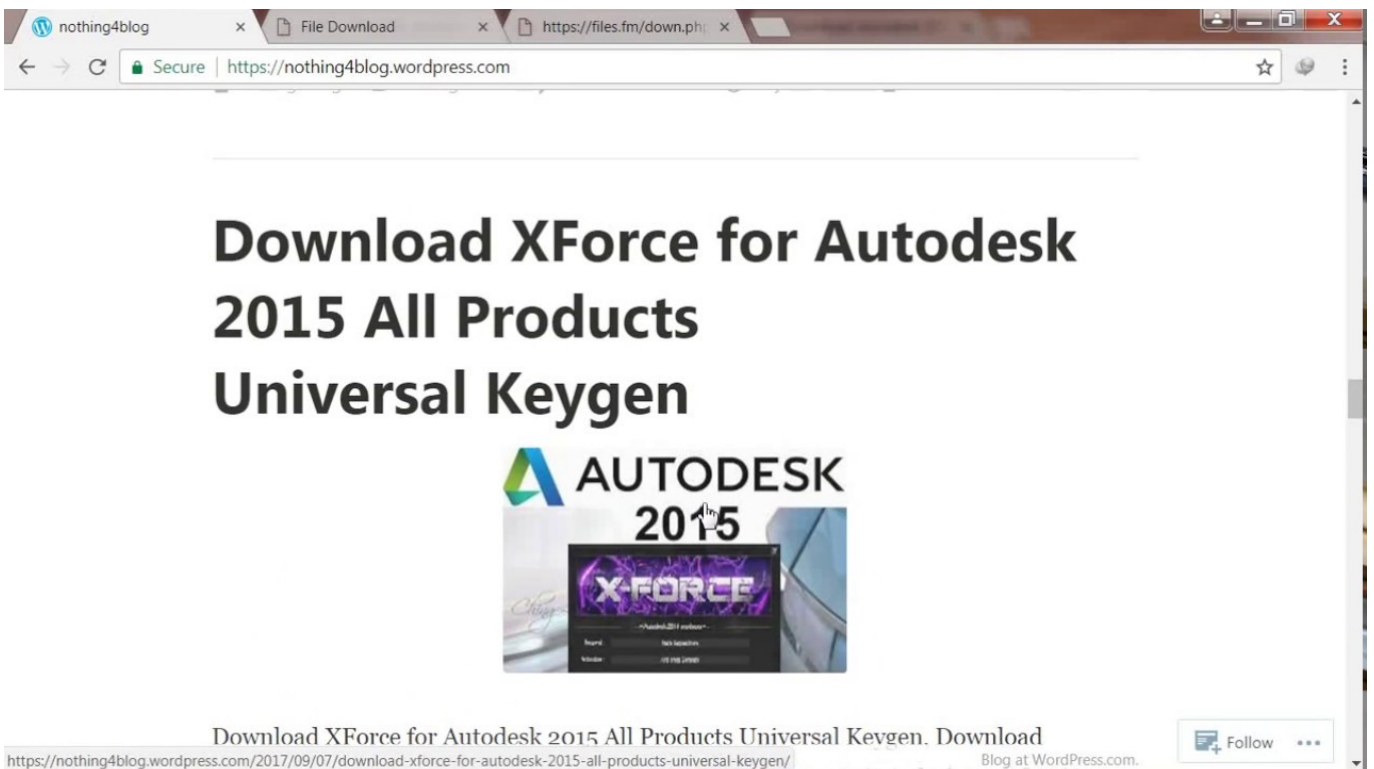 nothing4blog
File Download
https://files.fm/down.ph
Secure | https://nothing4blog.wordpress.com
Download XForce for Autodesk
2015 All Products
Universal Keygen
AUTODESK
2015
X-FORCE
Download XForce for Autodesk 2015 All Products Universal Keygen, Download
Follow
https://nothing4blog.wordpress.com/2017/09/07/download-xforce-for-autodesk-2015-all-products-universal-keygen/
Blog at WordPress.com.